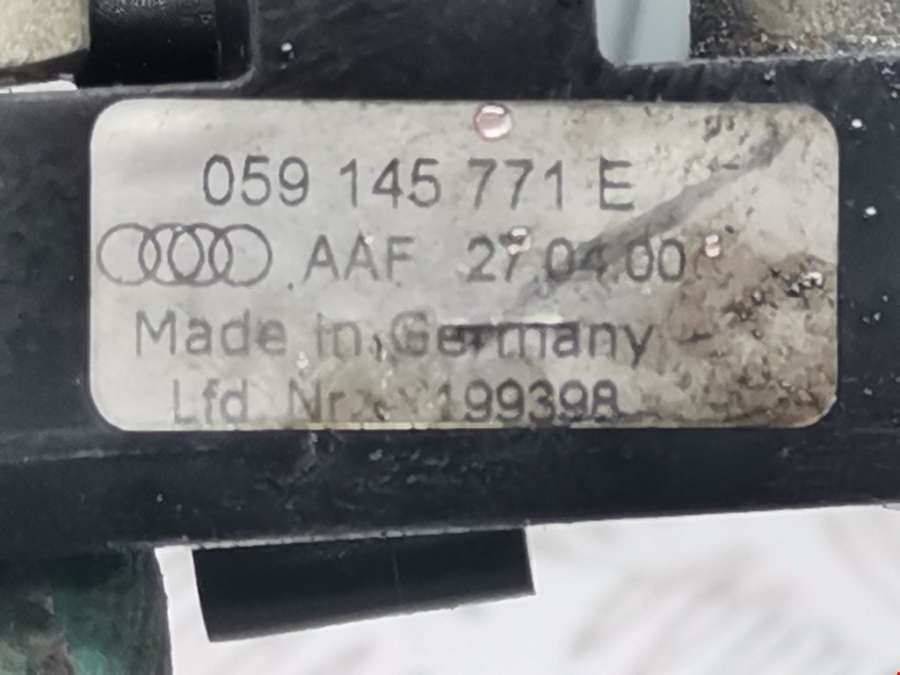 059 145 771 E
AAF 27.04.00
Made in Germany
Lfd. Nr. 199398